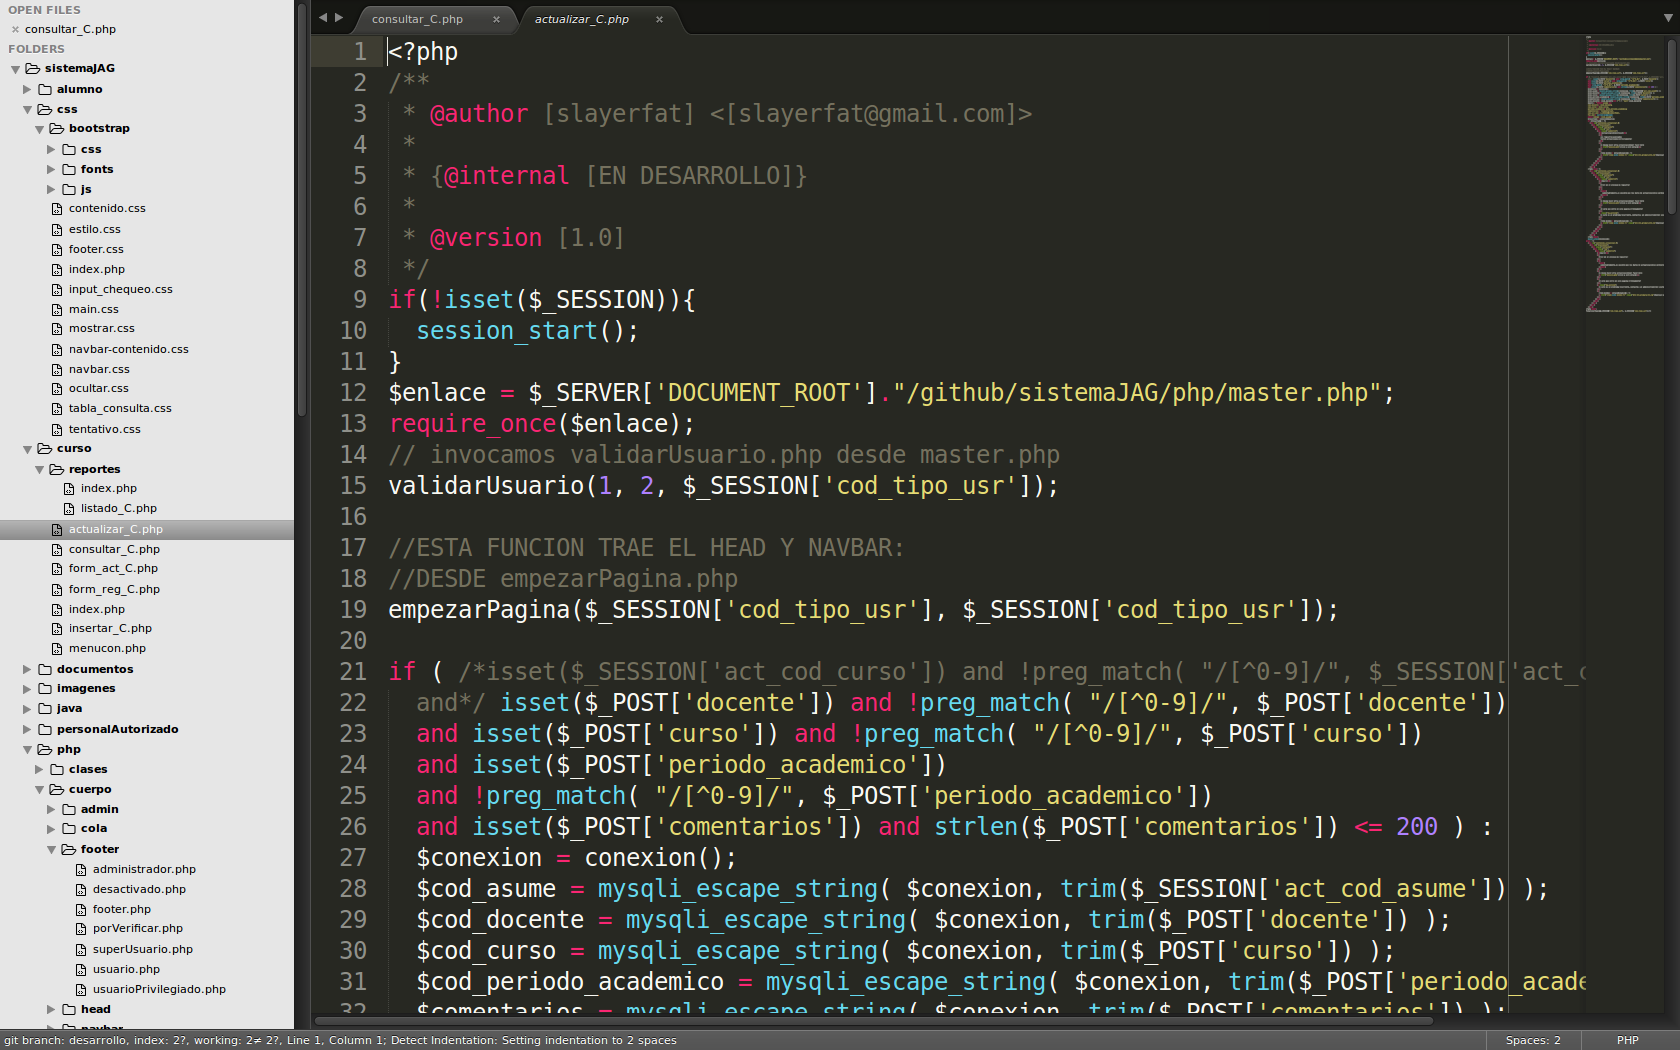 OPEN FILES
consultar_C.php
FOLDERS
sistemaJAG
alumno
css
bootstrap
css
fonts
js
contenido.css
estilo.css
footer.css
index.php
input_chequeo.css
main.css
mostrar.css
navbar-contenido.css
navbar.css
ocultar.css
tabla_consulta.css
tentativo.css
curso
reportes
index.php
listado_C.php
actualizar_C.php
consultar_C.php
form_act_C.php
form_reg_C.php
index.php
insertar_C.php
menucon.php
documentos
imagenes
java
personalAutorizado
php
clases
cuerpo
admin
cola
footer
administrador.php
desactivado.php
footer.php
porVerificar.php
superUsuario.php
usuario.php
usuarioPrivilegiado.php
head
navbar
consultar_C.php × actualizar_C.php ×
1 <?php
2 /**
3  * @author [slayerfat] <[slayerfat@gmail.com]>
4  *
5  * {@internal [EN DESARROLLO]}
6  *
7  * @version [1.0]
8  */
9 if(!isset($_SESSION)){
10   session_start();
11 }
12 $enlace = $_SERVER['DOCUMENT_ROOT']."/github/sistemaJAG/php/master.php";
13 require_once($enlace);
14 // invocamos validarUsuario.php desde master.php
15 validarUsuario(1, 2, $_SESSION['cod_tipo_usr']);
16
17 //ESTA FUNCION TRAE EL HEAD Y NAVBAR:
18 //DESDE empezarPagina.php
19 empezarPagina($_SESSION['cod_tipo_usr'], $_SESSION['cod_tipo_usr']);
20
21 if ( /*isset($_SESSION['act_cod_curso']) and !preg_match( "/[^0-9]/", $_SESSION['act_c
22   and*/ isset($_POST['docente']) and !preg_match( "/[^0-9]/", $_POST['docente'])
23   and isset($_POST['curso']) and !preg_match( "/[^0-9]/", $_POST['curso'])
24   and isset($_POST['periodo_academico'])
25   and !preg_match( "/[^0-9]/", $_POST['periodo_academico'])
26   and isset($_POST['comentarios']) and strlen($_POST['comentarios']) <= 200 ) :
27   $conexion = conexion();
28   $cod_asume = mysqli_escape_string( $conexion, trim($_SESSION['act_cod_asume']) );
29   $cod_docente = mysqli_escape_string( $conexion, trim($_POST['docente']) );
30   $cod_curso = mysqli_escape_string( $conexion, trim($_POST['curso']) );
31   $cod_periodo_academico = mysqli_escape_string( $conexion, trim($_POST['periodo_acade
32   $comentarios = mysqli_escape_string( $conexion, trim($_POST['comentarios']) );
git branch: desarrollo, index: 2?, working: 2≠ 2?, Line 1, Column 1; Detect Indentation: Setting indentation to 2 spaces Spaces: 2 PHP